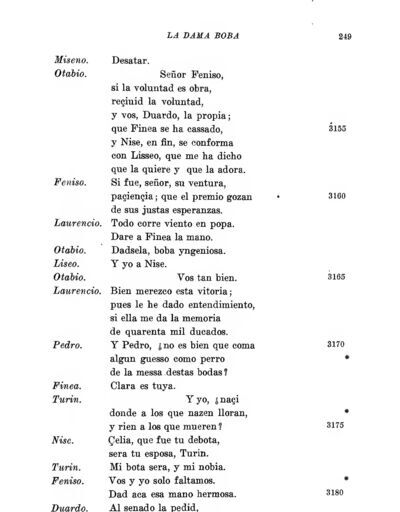 LA DAMA BOBA 249
Miseno. Desatar.
Otabio. Señor Feniso,
si la voluntad es obra,
reçiuid la voluntad,
y vos, Duardo, la propia;
que Finea se ha cassado, 3155
y Nise, en fin, se conforma
con Lisseo, que me ha dicho
que la quiere y que la adora.
Feniso. Si fue, señor, su ventura,
paçiençia; que el premio gozan 3160
de sus justas esperanzas.
Laurencio. Todo corre viento en popa.
Dare a Finea la mano.
Otabio. Dadsela, boba yngeniosa.
Liseo. Y yo a Nise.
Otabio. Vos tan bien. 3165
Laurencio. Bien merezco esta vitoria;
pues le he dado entendimiento,
si ella me da la memoria
de quarenta mil ducados.
Pedro. Y Pedro, ¿no es bien que coma 3170
algun guesso como perro *
de la messa destas bodas?
Finea. Clara es tuya.
Turin. Y yo, ¿naçi
donde a los que nazen lloran, *
y rien a los que mueren? 3175
Nise. Çelia, que fue tu debota,
sera tu esposa, Turin.
Turin. Mi bota sera, y mi nobia.
Feniso. Vos y yo solo faltamos. *
Dad aca esa mano hermosa. 3180
Duardo. Al senado la pedid,